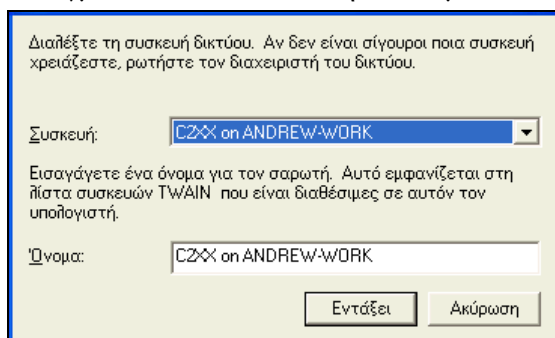 Διαλέξτε τη συσκευή δικτύου. Αν δεν είναι σίγουροι ποια συσκευή
χρειάζεστε, ρωτήστε τον διαχειριστή του δικτύου.
Συσκευή: C2XX on ANDREW-WORK
Εισαγάγετε ένα όνομα για τον σαρωτή. Αυτό εμφανίζεται στη
λίστα συσκευών TWAIN που είναι διαθέσιμες σε αυτόν τον
υπολογιστή.
Όνομα: C2XX on ANDREW-WORK
Εντάξει Ακύρωση